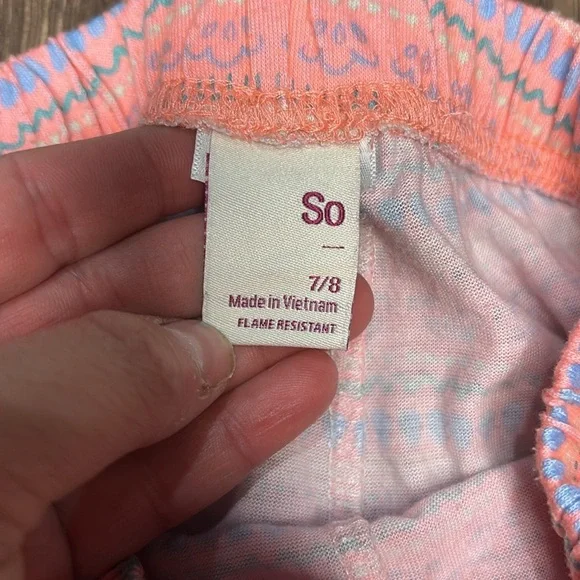 So
7/8
Made in Vietnam
FLAME RESISTANT